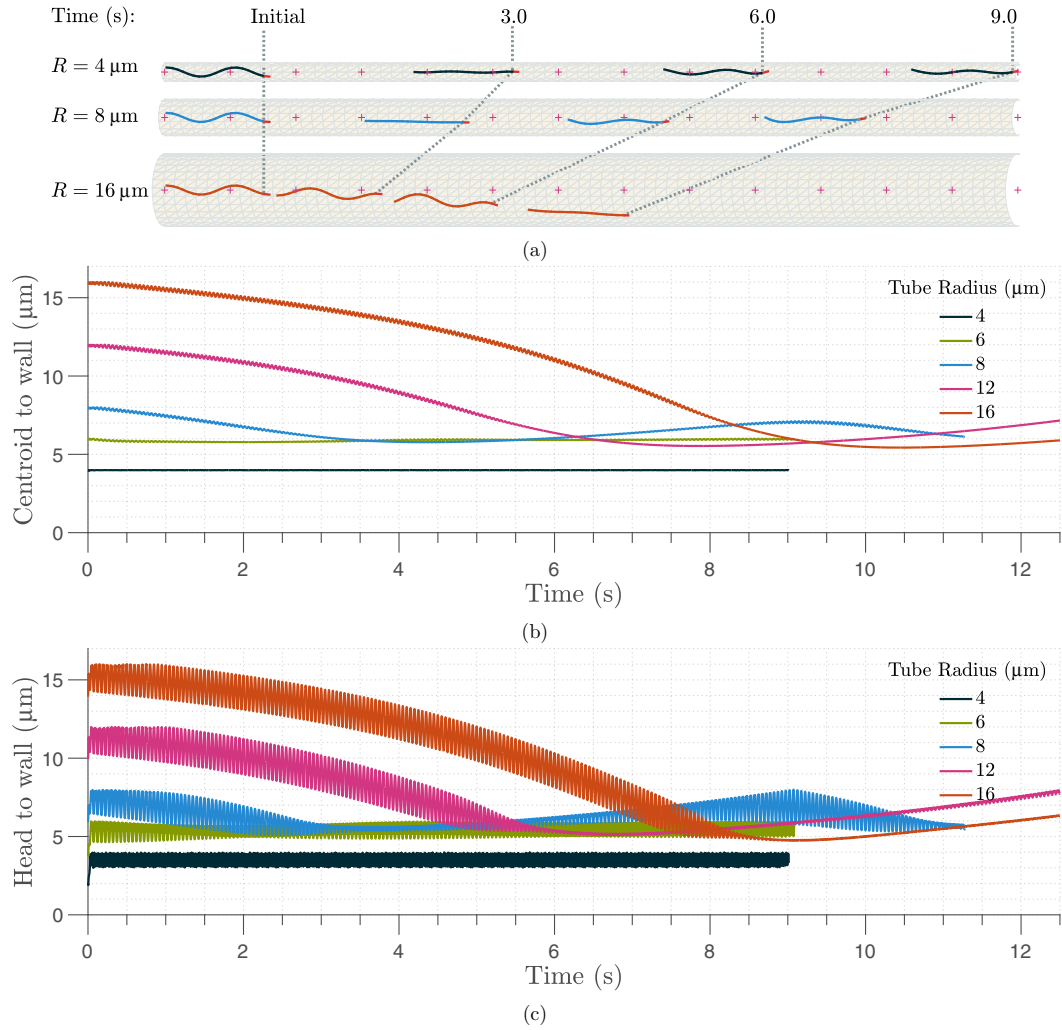 Time (s): Initial 3.0 6.0 9.0
R = 4 μm
R = 8 μm
R = 16 μm
(a)
Centroid to wall (μm)
15
10
5
0
0 2 4 6 8 10 12
Time (s)
Tube Radius (μm)
4
6
8
12
16
(b)
Head to wall (μm)
15
10
5
0
0 2 4 6 8 10 12
Time (s)
Tube Radius (μm)
4
6
8
12
16
(c)